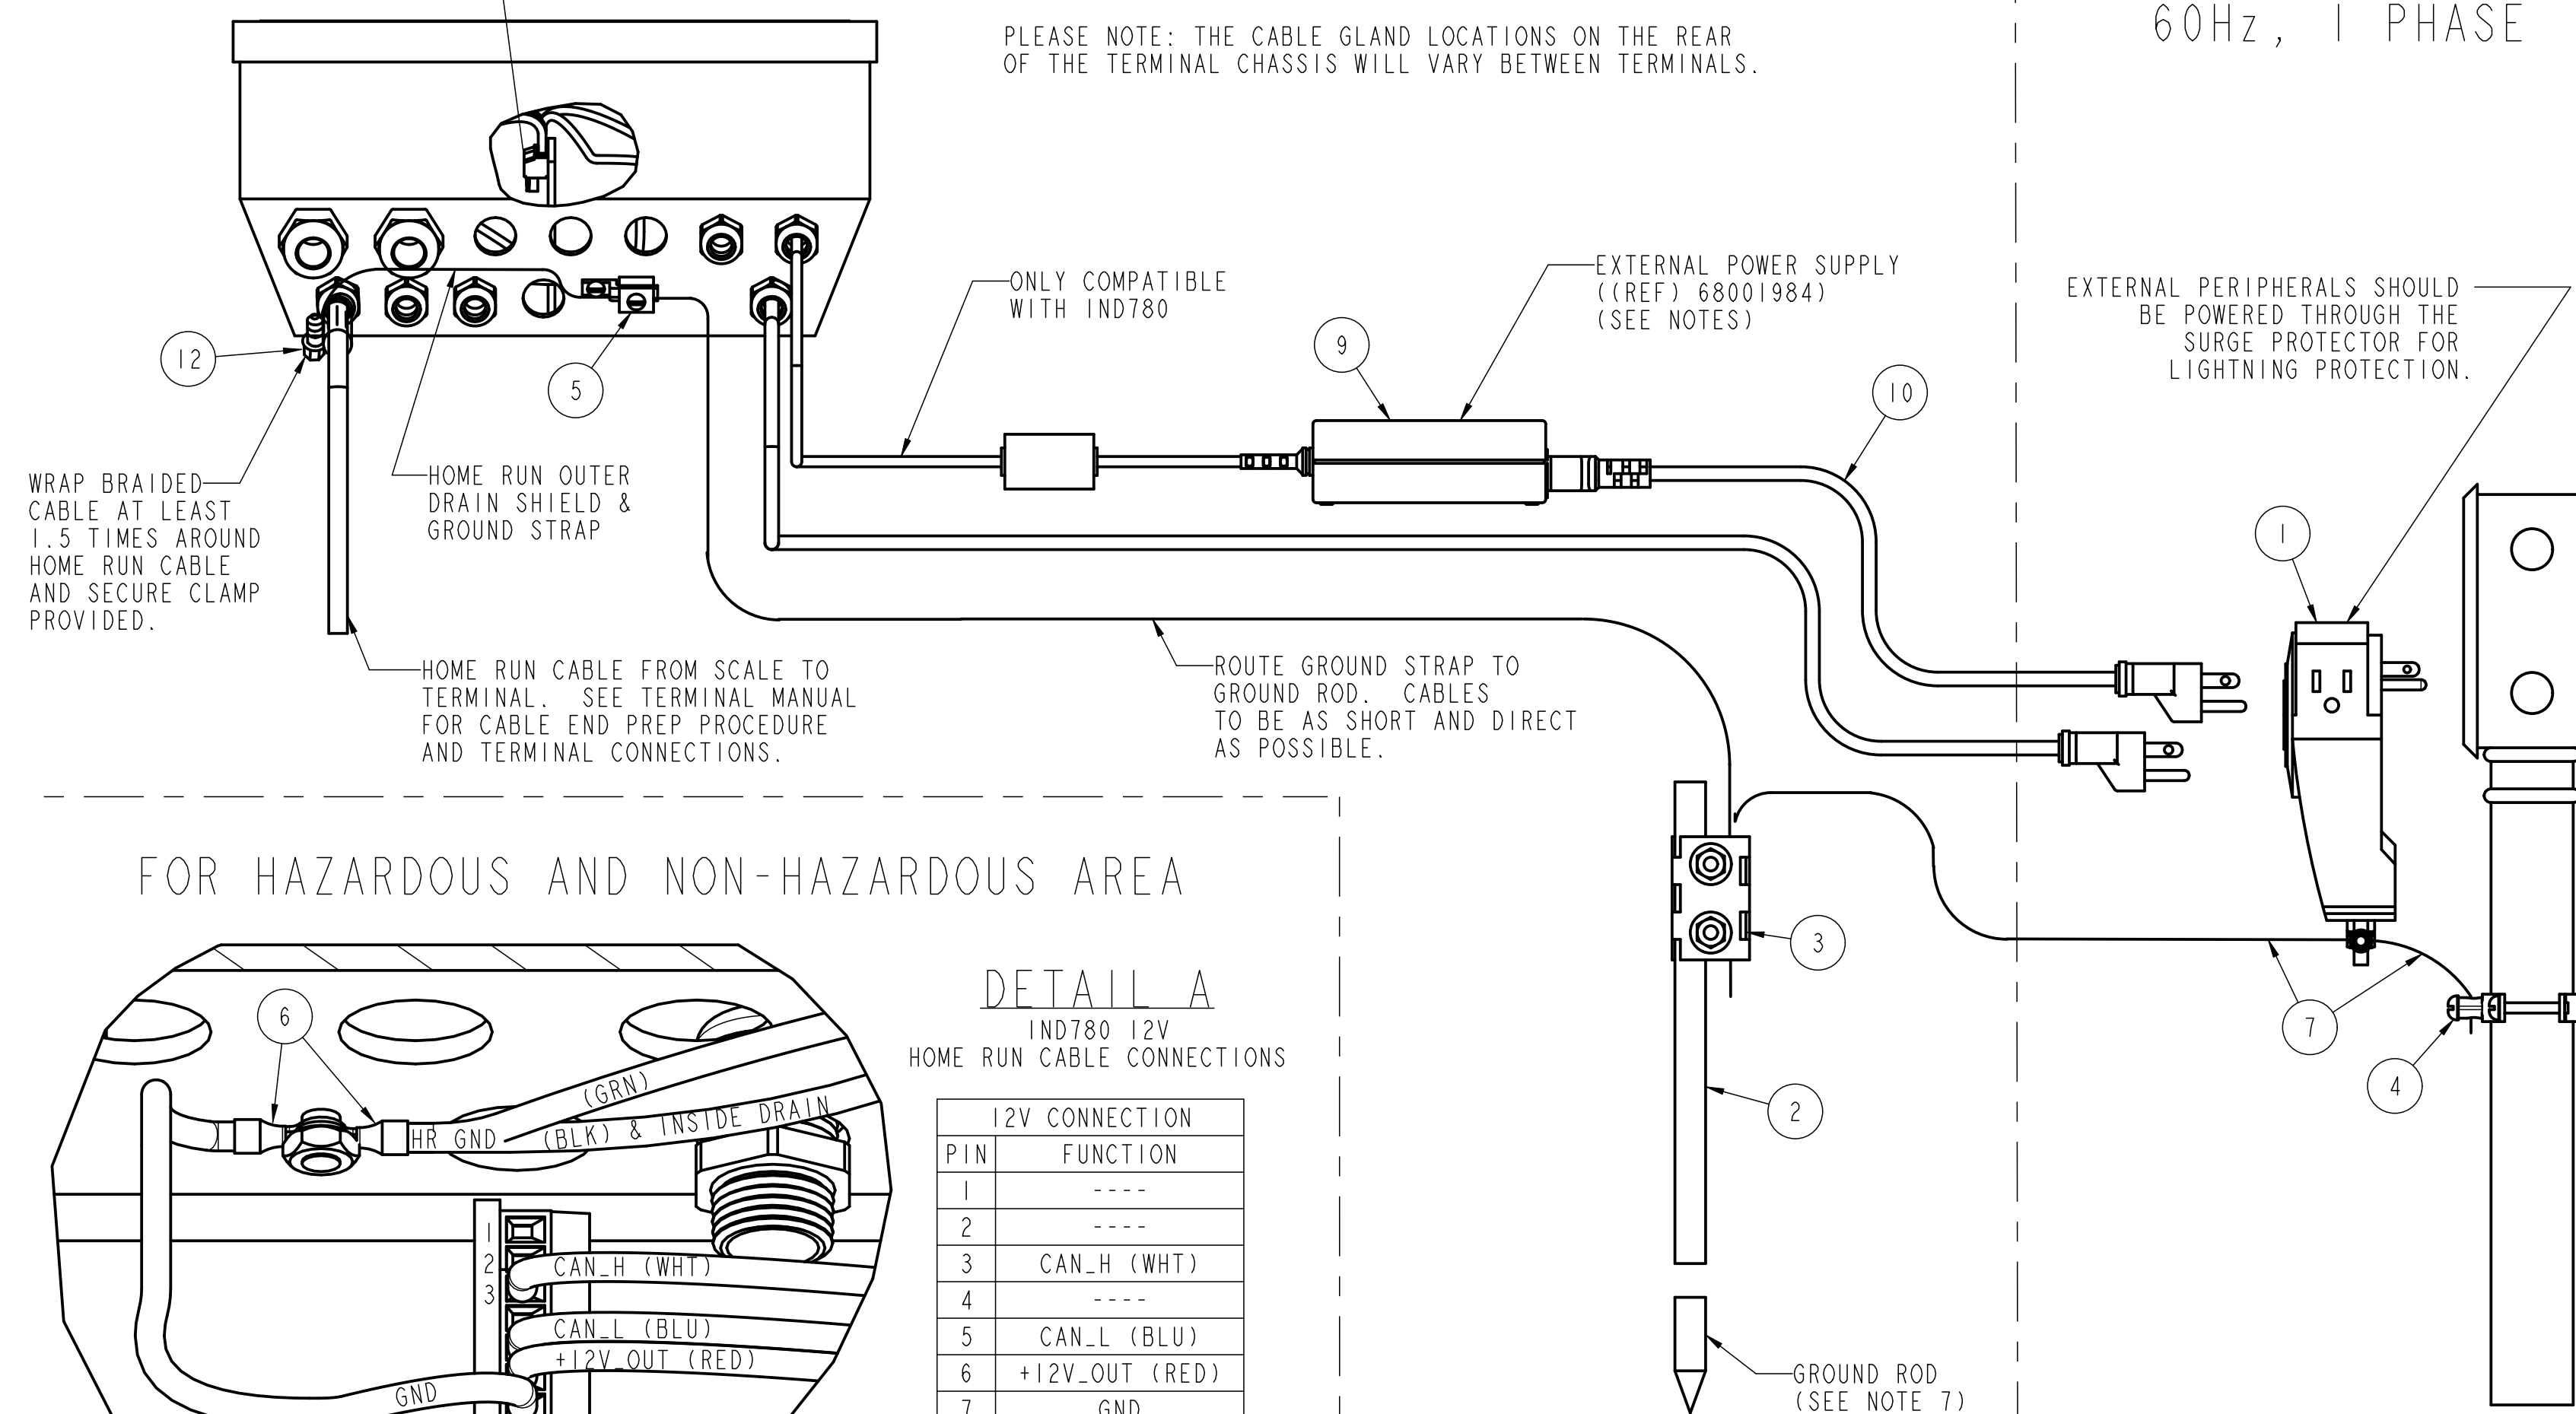 PLEASE NOTE: THE CABLE GLAND LOCATIONS ON THE REAR
OF THE TERMINAL CHASSIS WILL VARY BETWEEN TERMINALS.
60Hz, 1 PHASE
ONLY COMPATIBLE
WITH IND780
EXTERNAL POWER SUPPLY
((REF) 68001984)
(SEE NOTES)
EXTERNAL PERIPHERALS SHOULD
BE POWERED THROUGH THE
SURGE PROTECTOR FOR
LIGHTNING PROTECTION.
12
5
9
10
1
WRAP BRAIDED
CABLE AT LEAST
1.5 TIMES AROUND
HOME RUN CABLE
AND SECURE CLAMP
PROVIDED.
HOME RUN OUTER
DRAIN SHIELD &
GROUND STRAP
HOME RUN CABLE FROM SCALE TO
TERMINAL. SEE TERMINAL MANUAL
FOR CABLE END PREP PROCEDURE
AND TERMINAL CONNECTIONS.
ROUTE GROUND STRAP TO
GROUND ROD. CABLES
TO BE AS SHORT AND DIRECT
AS POSSIBLE.
3
7
4
2
GROUND ROD
(SEE NOTE 7)
FOR HAZARDOUS AND NON-HAZARDOUS AREA
DETAIL A
IND780 12V
HOME RUN CABLE CONNECTIONS
6
(GRN)
HR GND (BLK) & INSIDE DRAIN
1
2
3
CAN_H (WHT)
CAN_L (BLU)
+12V_OUT (RED)
GND
12V CONNECTION
PIN FUNCTION
1 ----
2 ----
3 CAN_H (WHT)
4 ----
5 CAN_L (BLU)
6 +12V_OUT (RED)
7 GND